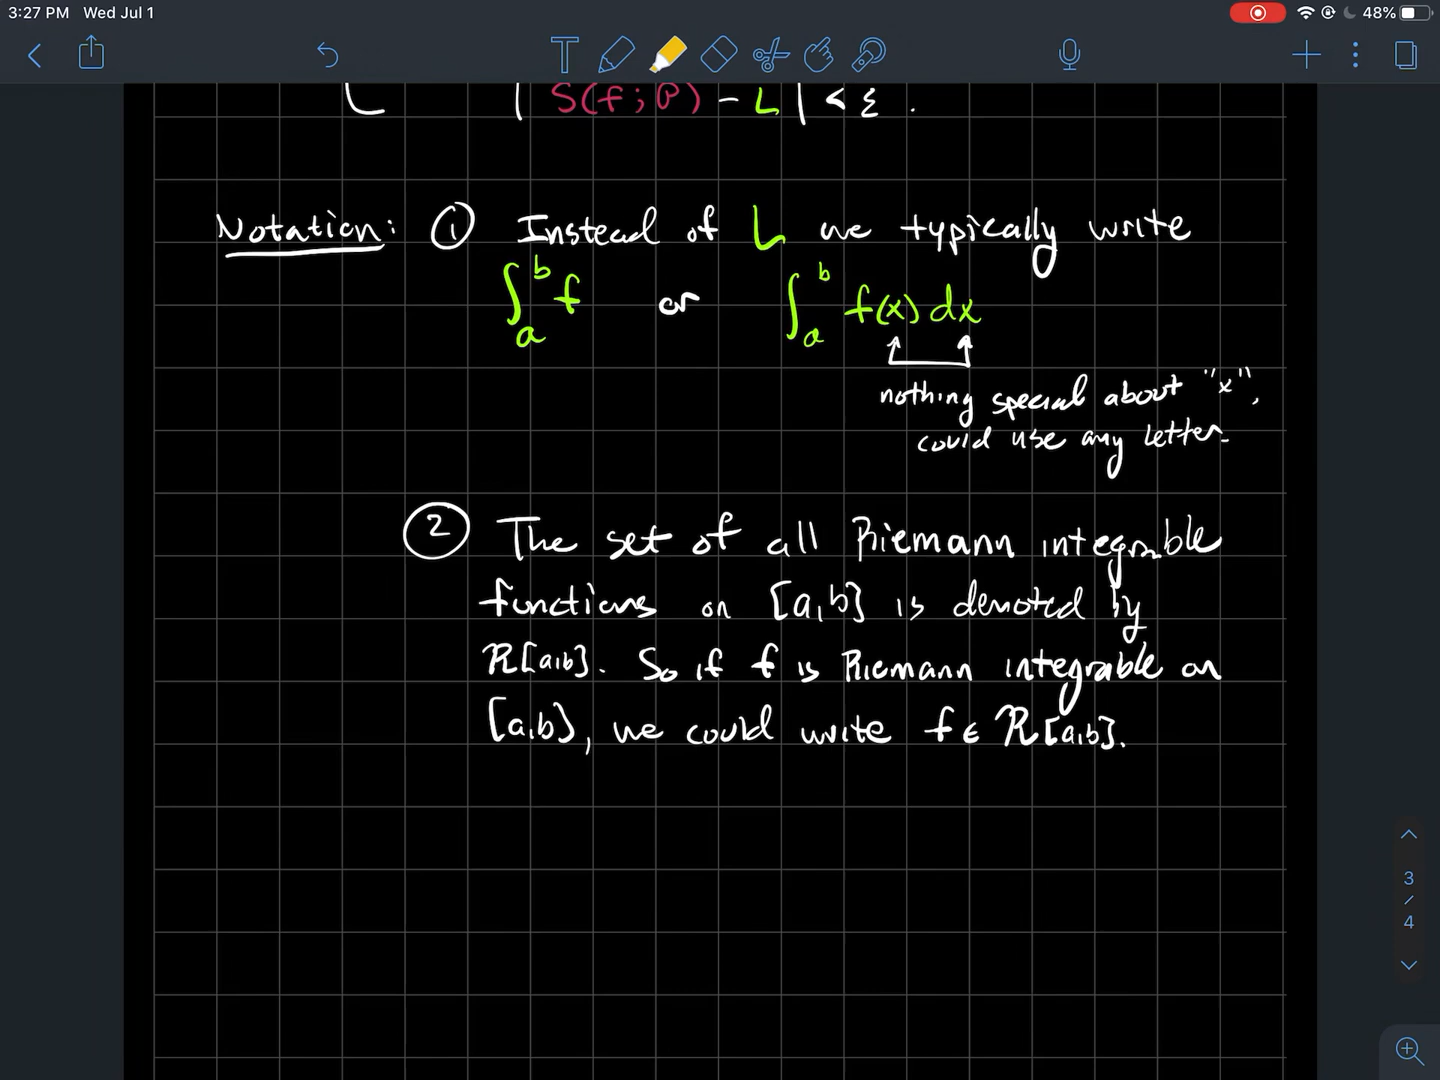 3:27 PM Wed Jul 1 48%
| S(f; P) - L | < ε .
Notation: ① Instead of L we typically write
∫_a^b f or ∫_a^b f(x) dx
nothing special about "x",
could use any letter.
② The set of all Riemann integrable
functions on [a,b] is denoted by
R[a,b]. So if f is Riemann integrable on
[a,b], we could write f ∈ R[a,b].
3
/
4